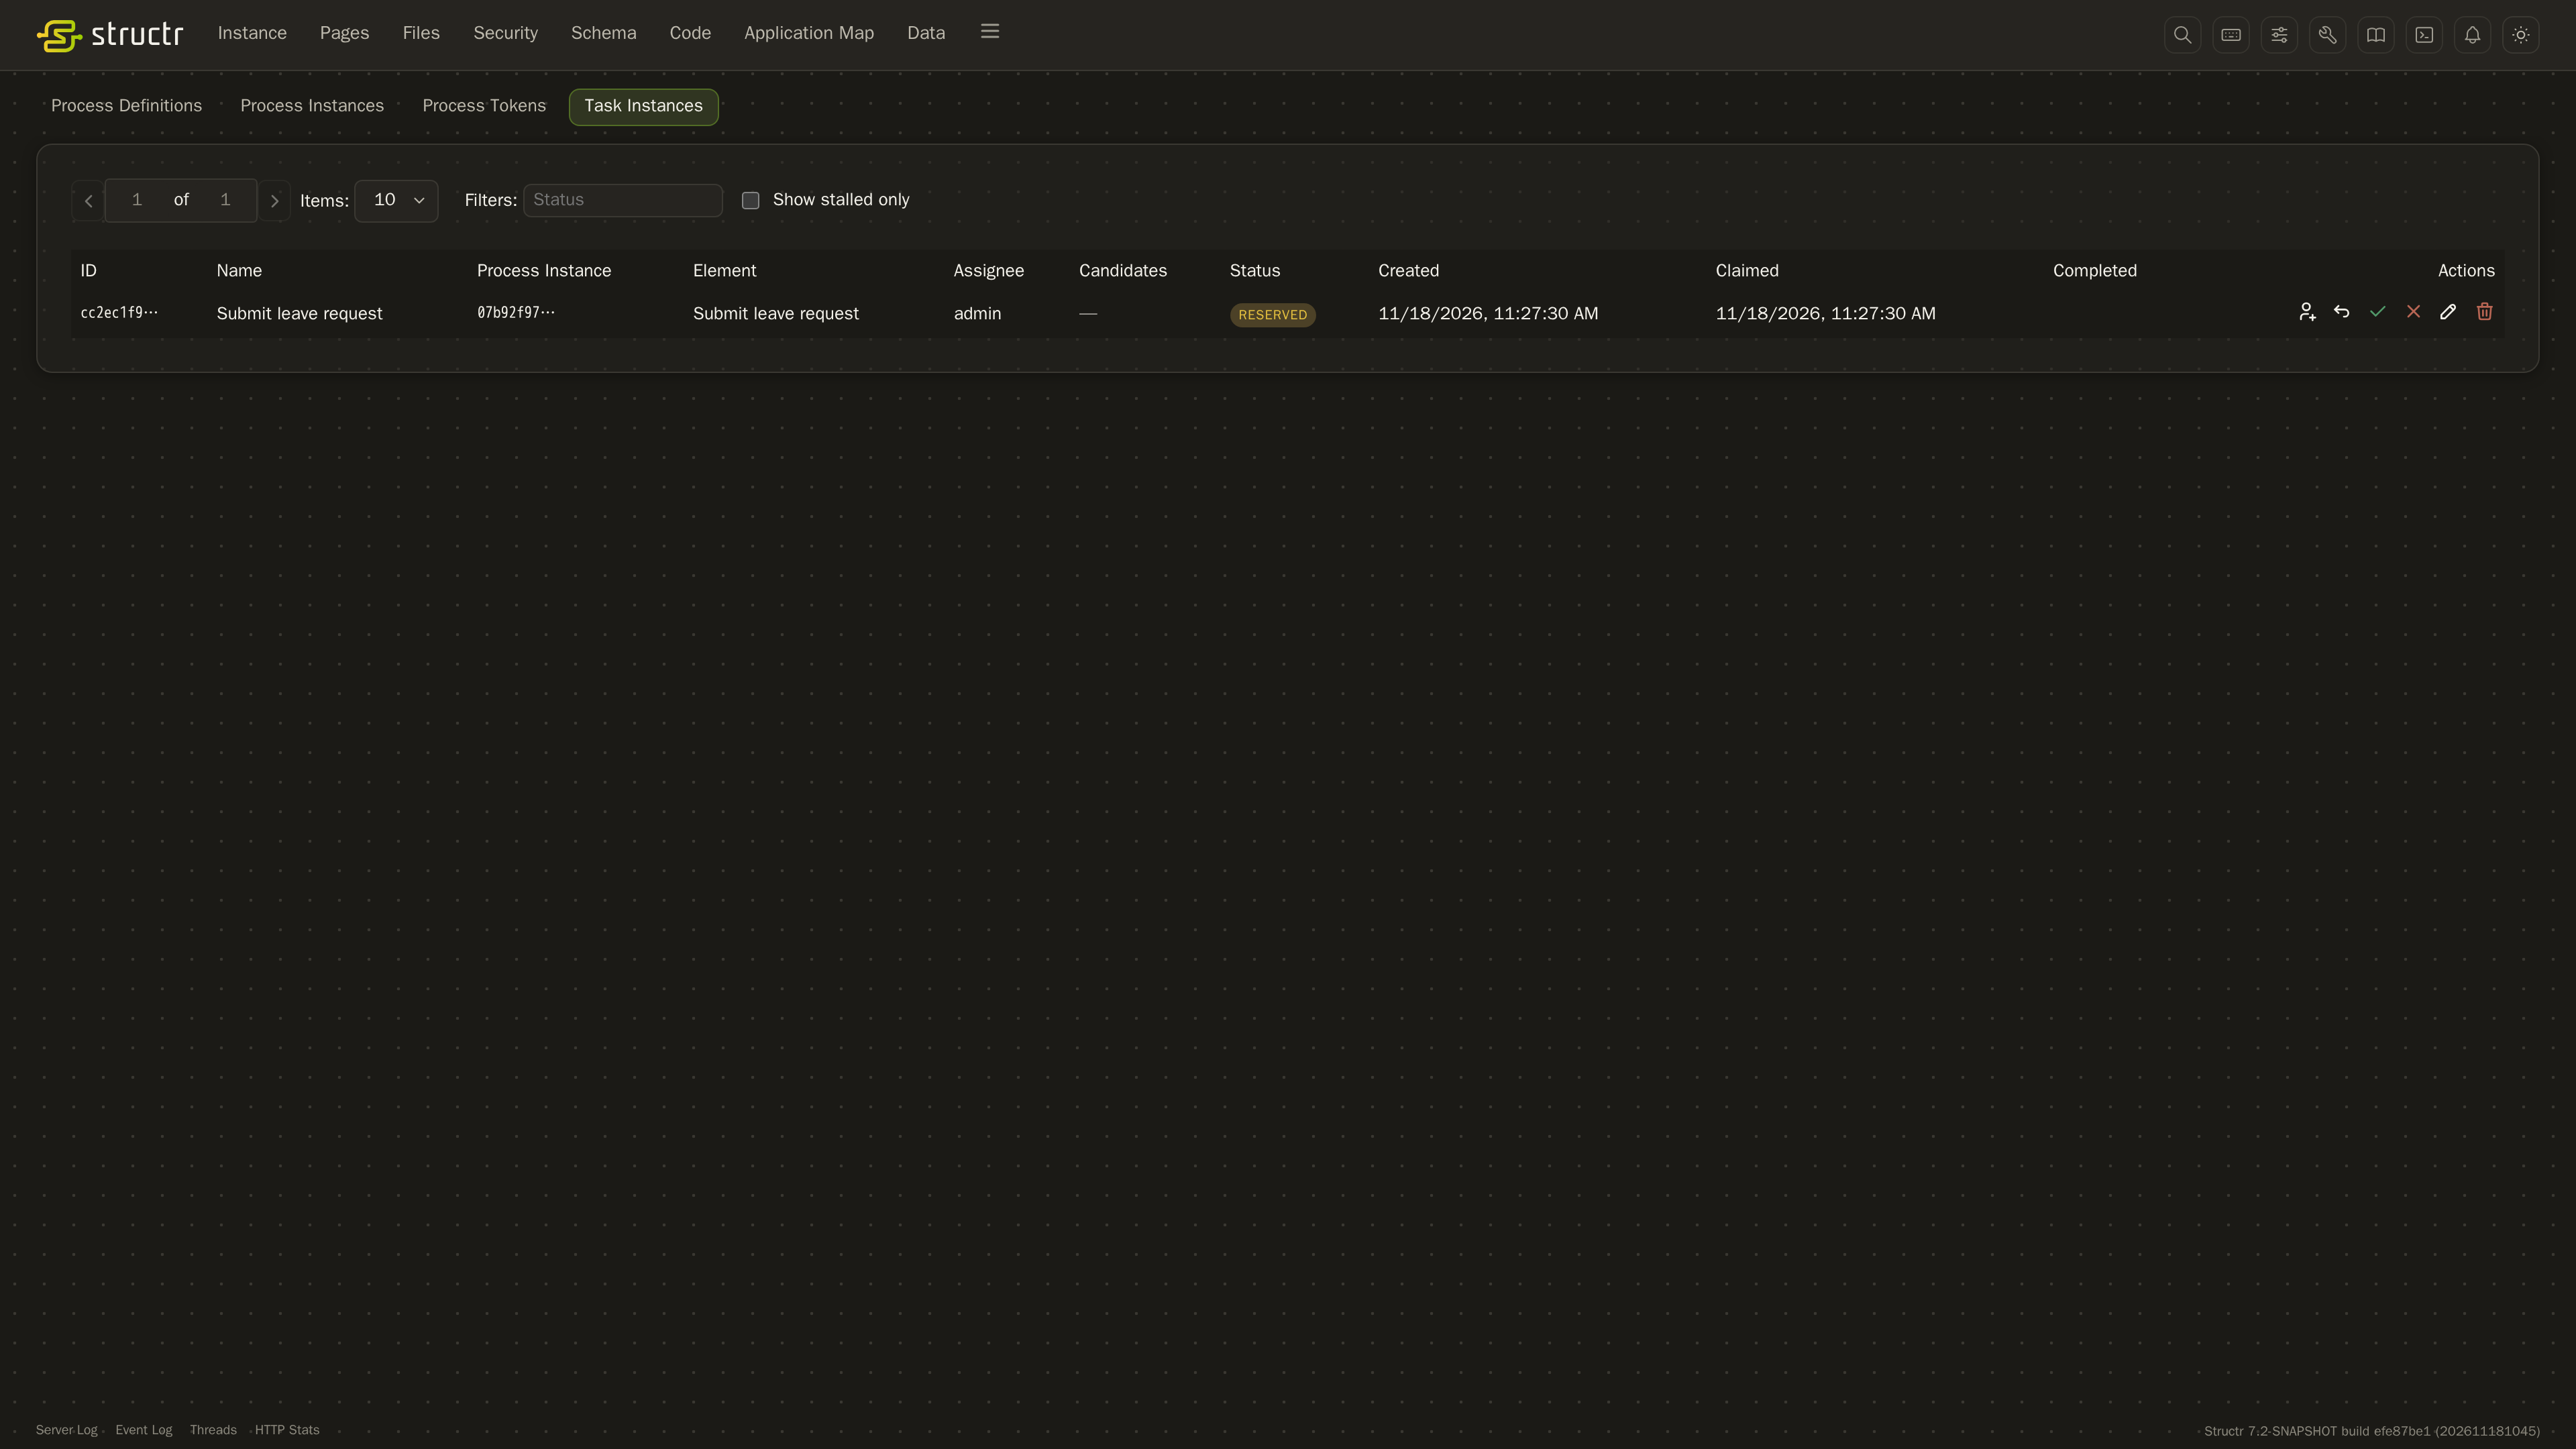 structr Instance Pages Files Security Schema Code Application Map Data
Process Definitions Process Instances Process Tokens Task Instances
1 of 1 Items: 10 Filters: Status Show stalled only
ID Name Process Instance Element Assignee Candidates Status Created Claimed Completed Actions
cc2ec1f9… Submit leave request 07b92f97… Submit leave request admin — RESERVED 11/18/2026, 11:27:30 AM 11/18/2026, 11:27:30 AM
Server Log Event Log Threads HTTP Stats Structr 7.2-SNAPSHOT build efe87be1 (202611181045)